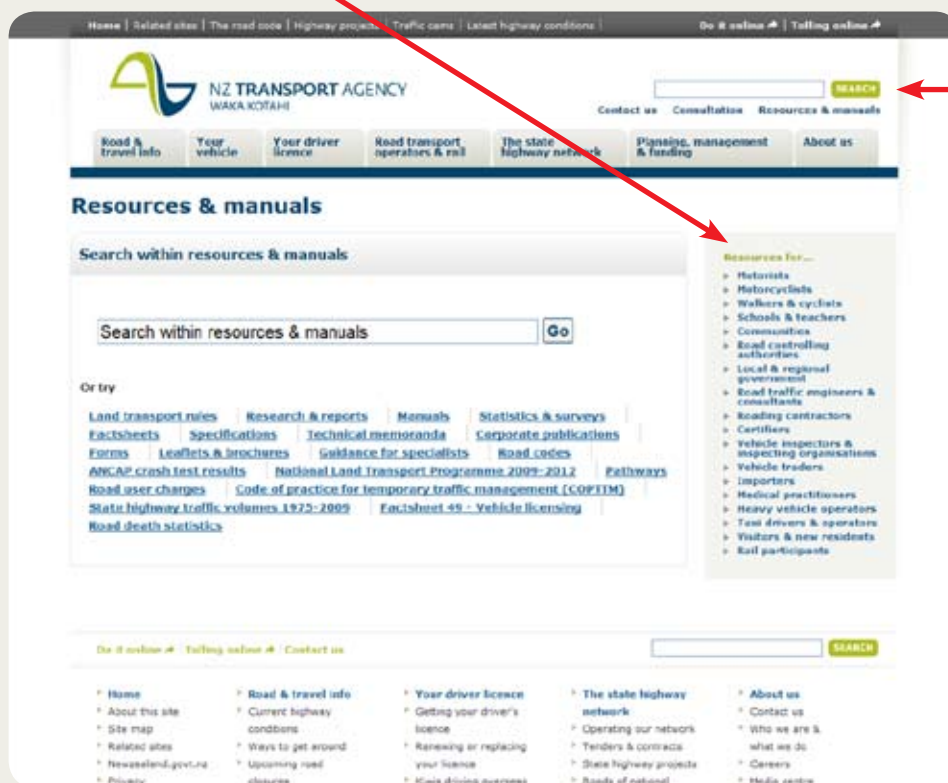 Home | Related sites | The road code | Highway projects | Traffic cams | Latest highway conditions | Do it online | Tolling online
NZ TRANSPORT AGENCY
WAKA KOTAHI
SEARCH
Contact us Consultation Resources & manuals
Road & travel info Your vehicle Your driver licence Road transport operators & rail The state highway network Planning, management & funding About us
Resources & manuals
Search within resources & manuals
Search within resources & manuals Go
Or try
Land transport rules Research & reports Manuals Statistics & surveys
Factsheets Specifications Technical memoranda Corporate publications
Forms Leaflets & brochures Guidance for specialists Road codes
ANCAP crash test results National Land Transport Programme 2009-2012 Pathways
Road user charges Code of practice for temporary traffic management (COPTTM)
State highway traffic volumes 1975-2009 Factsheet 49 - Vehicle licensing
Road death statistics
Resources for...
Motorists
Motorcyclists
Walkers & cyclists
Schools & teachers
Communities
Road controlling
authorities
Local & regional
government
Road traffic engineers &
consultants
Roading contractors
Certifiers
Vehicle inspectors &
inspecting organisations
Vehicle traders
Importers
Medical practitioners
Heavy vehicle operators
Taxi drivers & operators
Visitors & new residents
Rail participants
Do it online | Tolling online | Contact us SEARCH
Home
About this site
Site map
Related sites
Newzealand.govt.nz
Privacy
Road & travel info
Current highway
conditions
Ways to get around
Upcoming road
closures
Your driver licence
Getting your driver's
licence
Renewing or replacing
your licence
Kiwis driving overseas
The state highway
network
Operating our network
Tenders & contracts
State highway projects
Roads of national
About us
Contact us
Who we are &
what we do
Careers
Media centre